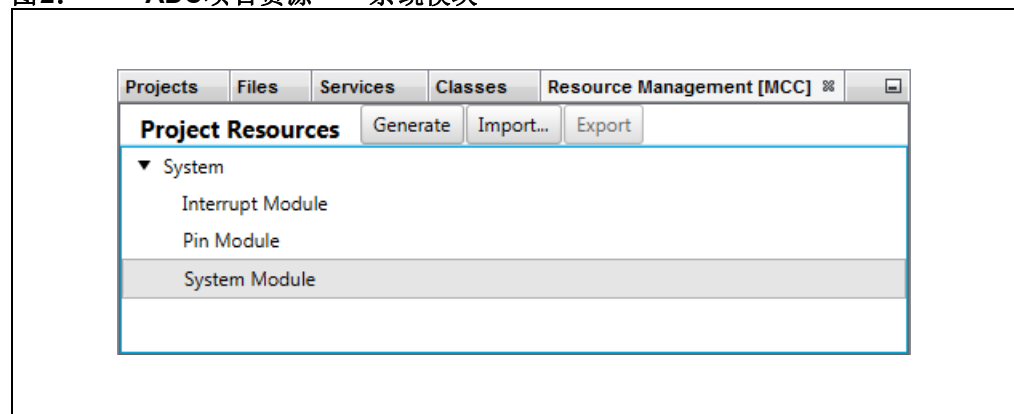 Projects Files Services Classes Resource Management [MCC]
Project Resources Generate Import... Export
System
Interrupt Module
Pin Module
System Module